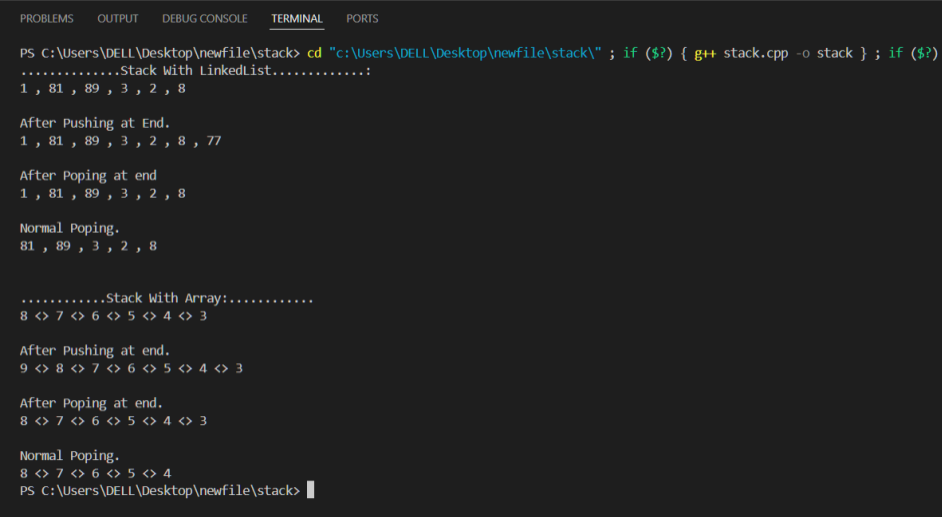 PROBLEMS OUTPUT DEBUG CONSOLE TERMINAL PORTS
PS C:\Users\DELL\Desktop\newfile\stack> cd "c:\Users\DELL\Desktop\newfile\stack\" ; if ($?) { g++ stack.cpp -o stack } ; if ($?)
..............Stack With LinkedList.............:
1 , 81 , 89 , 3 , 2 , 8
After Pushing at End.
1 , 81 , 89 , 3 , 2 , 8 , 77
After Poping at end
1 , 81 , 89 , 3 , 2 , 8
Normal Poping.
81 , 89 , 3 , 2 , 8
............Stack With Array:............
8 <> 7 <> 6 <> 5 <> 4 <> 3
After Pushing at end.
9 <> 8 <> 7 <> 6 <> 5 <> 4 <> 3
After Poping at end.
8 <> 7 <> 6 <> 5 <> 4 <> 3
Normal Poping.
8 <> 7 <> 6 <> 5 <> 4
PS C:\Users\DELL\Desktop\newfile\stack>